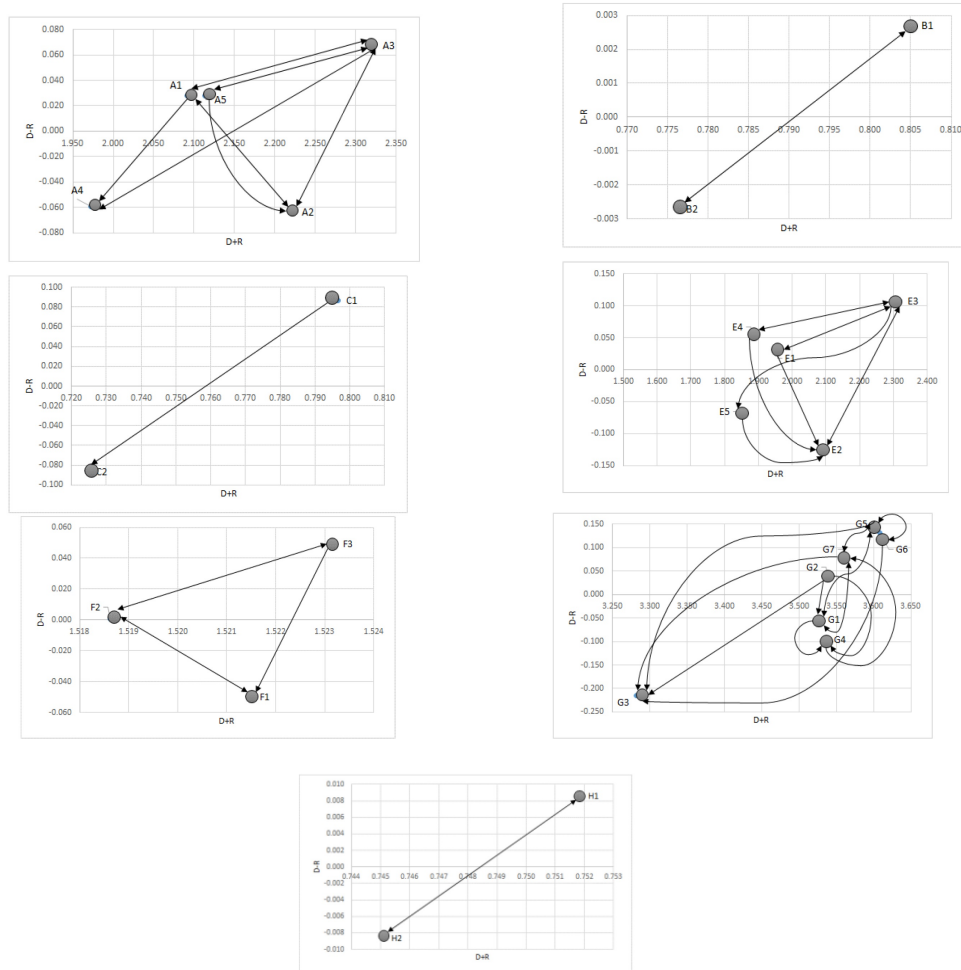 0.080
0.060
0.040
0.020
0.000
-0.020
-0.040
-0.060
-0.080
1.950 2.000 2.050 2.100 2.150 2.200 2.250 2.300 2.350
D-R
D+R
A1
A3
A5
A4
A2
0.003
0.002
0.001
0.000
-0.001
-0.002
-0.003
0.770 0.775 0.780 0.785 0.790 0.795 0.800 0.805 0.810
D-R
D+R
B1
B2
0.100
0.080
0.060
0.040
0.020
0.000
-0.020
-0.040
-0.060
-0.080
-0.100
0.720 0.730 0.740 0.750 0.760 0.770 0.780 0.790 0.800 0.810
D-R
D+R
C1
C2
0.150
0.100
0.050
0.000
-0.050
-0.100
-0.150
1.500 1.600 1.700 1.800 1.900 2.000 2.100 2.200 2.300 2.400
D-R
D+R
E3
E4
E1
E5
E2
0.060
0.040
0.020
0.000
-0.020
-0.040
-0.060
1.518 1.519 1.520 1.521 1.522 1.523 1.524
D-R
D+R
F3
F2
F1
0.150
0.100
0.050
0.000
-0.050
-0.100
-0.150
-0.200
-0.250
3.250 3.300 3.350 3.400 3.450 3.500 3.550 3.600 3.650
D-R
D+R
G5
G7
G6
G2
G1
G4
G3
0.010
0.008
0.006
0.004
0.002
0.000
-0.002
-0.004
-0.006
-0.008
-0.010
0.744 0.745 0.746 0.747 0.748 0.749 0.750 0.751 0.752 0.753
D-R
D+R
H1
H2